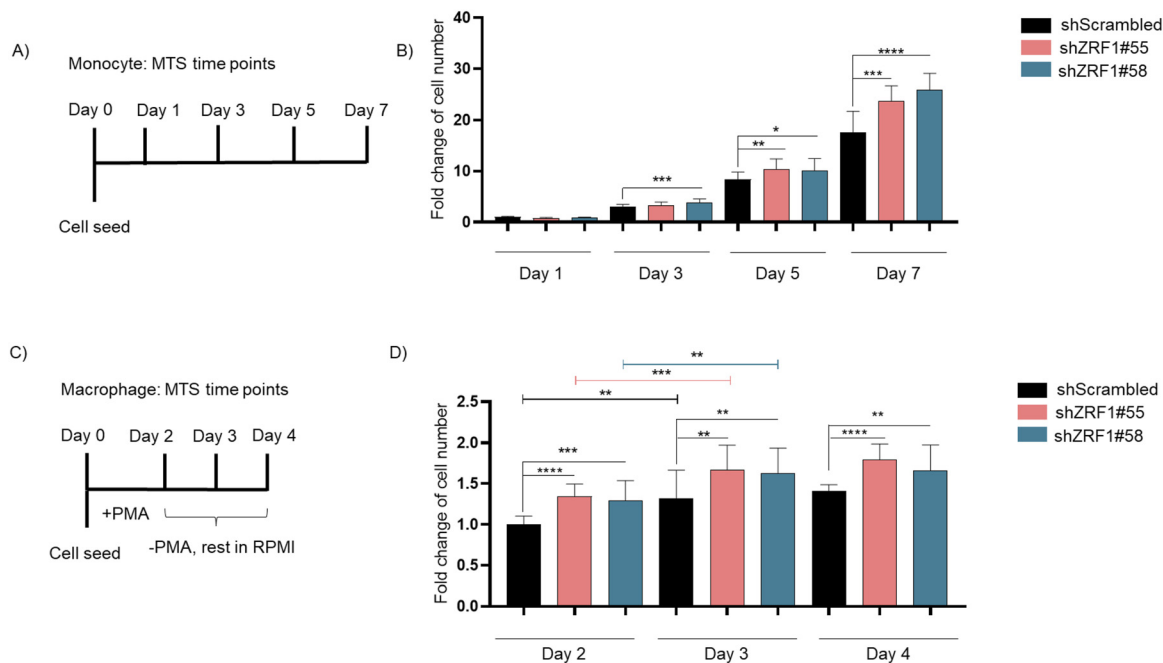 A)
Monocyte: MTS time points
Day 0 Day 1 Day 3 Day 5 Day 7
Cell seed
B)
Fold change of cell number
40
30
20
10
0
***
** *
*** ****
Day 1 Day 3 Day 5 Day 7
shScrambled
shZRF1#55
shZRF1#58
C)
Macrophage: MTS time points
Day 0 Day 2 Day 3 Day 4
+PMA
Cell seed
-PMA, rest in RPMI
D)
Fold change of cell number
2.5
2.0
1.5
1.0
0.5
0.0
**
***
**
***
****
**
**
**
****
Day 2 Day 3 Day 4
shScrambled
shZRF1#55
shZRF1#58